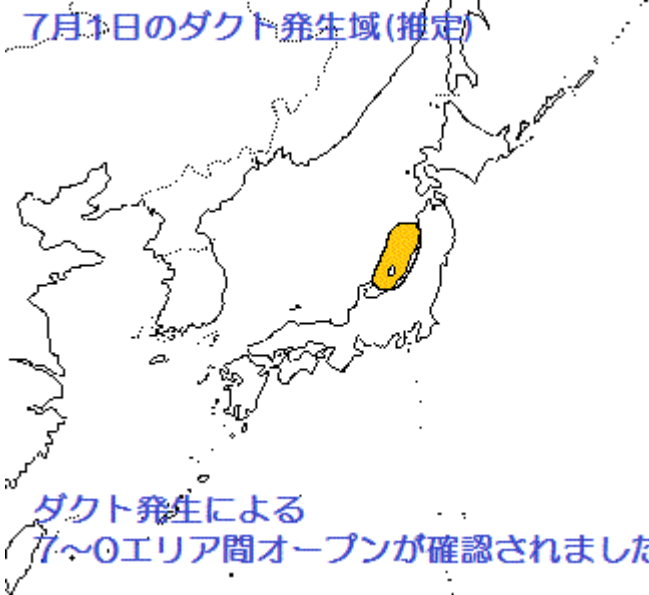 7月1日のダクト発生域(推定)
ダクト発生による
7～0エリア間オープンが確認されました